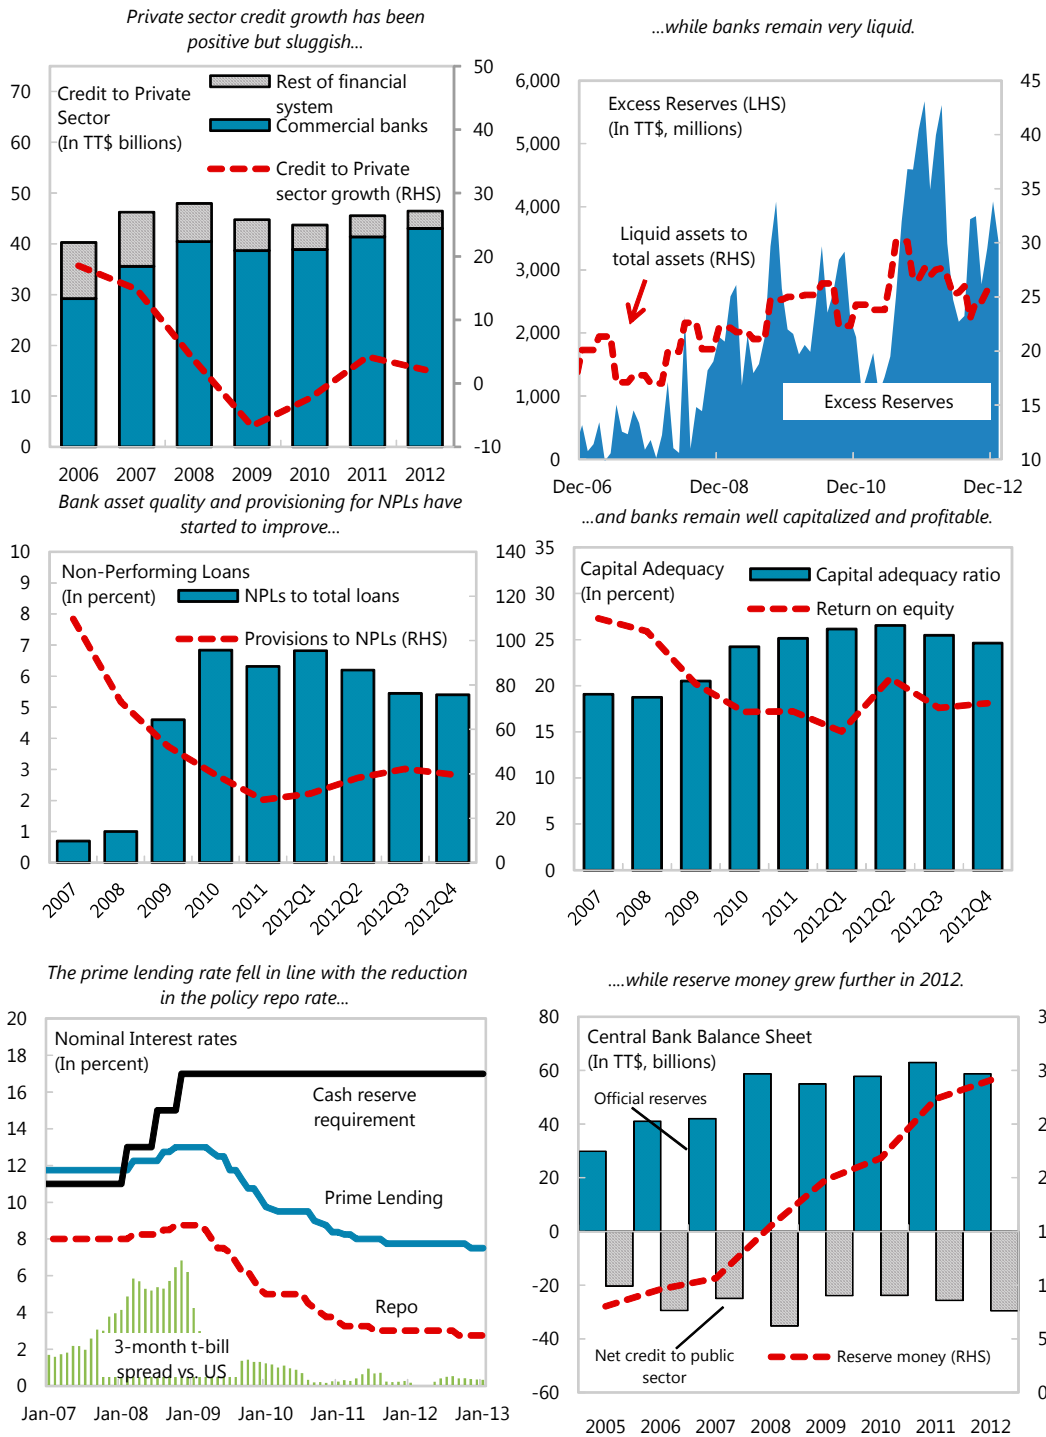 Private sector credit growth has been
positive but sluggish...
50
70
60
50
40
30
20
10
0
Credit to Private
Sector
(In TT$ billions)
Rest of financial
system
Commercial banks
Credit to Private
sector growth (RHS)
40
30
20
10
0
-10
2006 2007 2008 2009 2010 2011 2012
...while banks remain very liquid.
6,000
5,000
4,000
3,000
2,000
1,000
0
Excess Reserves (LHS)
(In TT$, millions)
Liquid assets to
total assets (RHS)
Excess Reserves
45
40
35
30
25
20
15
10
Dec-06 Dec-08 Dec-10 Dec-12
Bank asset quality and provisioning for NPLs have
started to improve...
10
9
8
7
6
5
4
3
2
1
0
Non-Performing Loans
(In percent)
NPLs to total loans
Provisions to NPLs (RHS)
140
120
100
80
60
40
20
0
2007 2008 2009 2010 2011 2012Q1 2012Q2 2012Q3 2012Q4
...and banks remain well capitalized and profitable.
35
30
25
20
15
10
5
0
Capital Adequacy
(In percent)
Capital adequacy ratio
Return on equity
2007 2008 2009 2010 2011 2012Q1 2012Q2 2012Q3 2012Q4
The prime lending rate fell in line with the reduction
in the policy repo rate...
20
18
16
14
12
10
8
6
4
2
0
Nominal Interest rates
(In percent)
Cash reserve
requirement
Prime Lending
Repo
3-month t-bill
spread vs. US
Jan-07 Jan-08 Jan-09 Jan-10 Jan-11 Jan-12 Jan-13
....while reserve money grew further in 2012.
80
60
40
20
0
-20
-40
-60
Central Bank Balance Sheet
(In TT$, billions)
Official reserves
Net credit to public
sector
Reserve money (RHS)
3
3
2
2
1
1
5
0
2005 2006 2007 2008 2009 2010 2011 2012